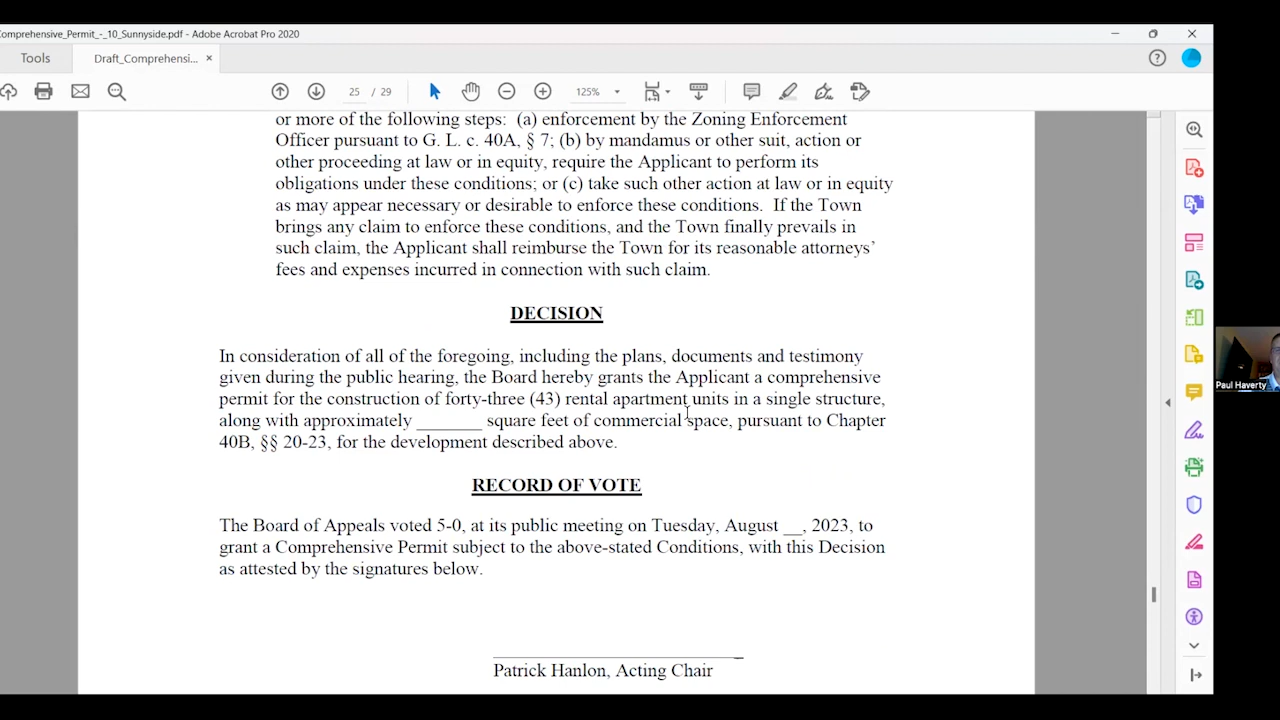 Comprehensive_Permit_-_10_Sunnyside.pdf - Adobe Acrobat Pro 2020
Tools
Draft_Comprehensi... ×
25 / 29
125%
or more of the following steps: (a) enforcement by the Zoning Enforcement
Officer pursuant to G. L. c. 40A, § 7; (b) by mandamus or other suit, action or
other proceeding at law or in equity, require the Applicant to perform its
obligations under these conditions; or (c) take such other action at law or in equity
as may appear necessary or desirable to enforce these conditions. If the Town
brings any claim to enforce these conditions, and the Town finally prevails in
such claim, the Applicant shall reimburse the Town for its reasonable attorneys’
fees and expenses incurred in connection with such claim.
DECISION
In consideration of all of the foregoing, including the plans, documents and testimony
given during the public hearing, the Board hereby grants the Applicant a comprehensive
permit for the construction of forty-three (43) rental apartment units in a single structure,
along with approximately _______ square feet of commercial space, pursuant to Chapter
40B, §§ 20-23, for the development described above.
RECORD OF VOTE
The Board of Appeals voted 5-0, at its public meeting on Tuesday, August __, 2023, to
grant a Comprehensive Permit subject to the above-stated Conditions, with this Decision
as attested by the signatures below.
Patrick Hanlon, Acting Chair
Paul Haverty